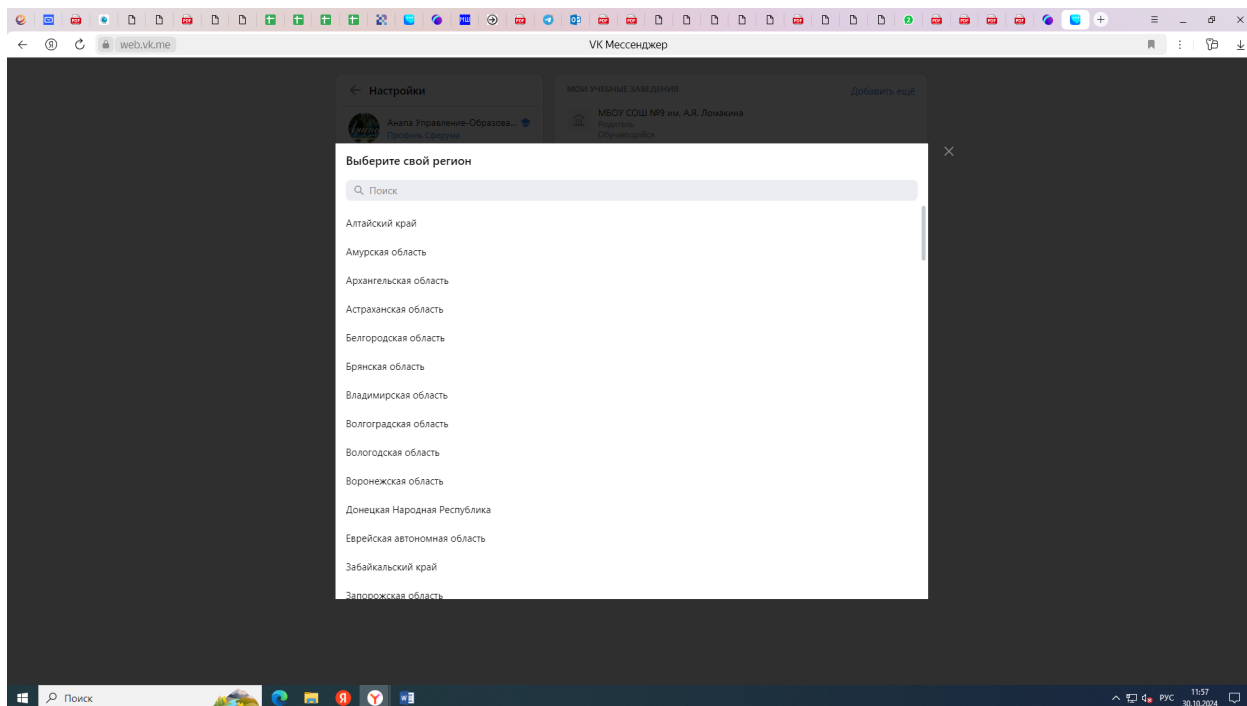 web.vk.me
VK Мессенджер
Настройки
Анапа Управление-Образова...
Профиль Сферума
МОИ УЧЕБНЫЕ ЗАВЕДЕНИЯ
Добавить ещё
МБОУ СОШ №9 им. А.Я. Ломакина
Родитель
Обучающийся
Выберите свой регион
Поиск
Алтайский край
Амурская область
Архангельская область
Астраханская область
Белгородская область
Брянская область
Владимирская область
Волгоградская область
Вологодская область
Воронежская область
Донецкая Народная Республика
Еврейская автономная область
Забайкальский край
Запорожская область
Поиск
РУС
11:57
30.10.2024